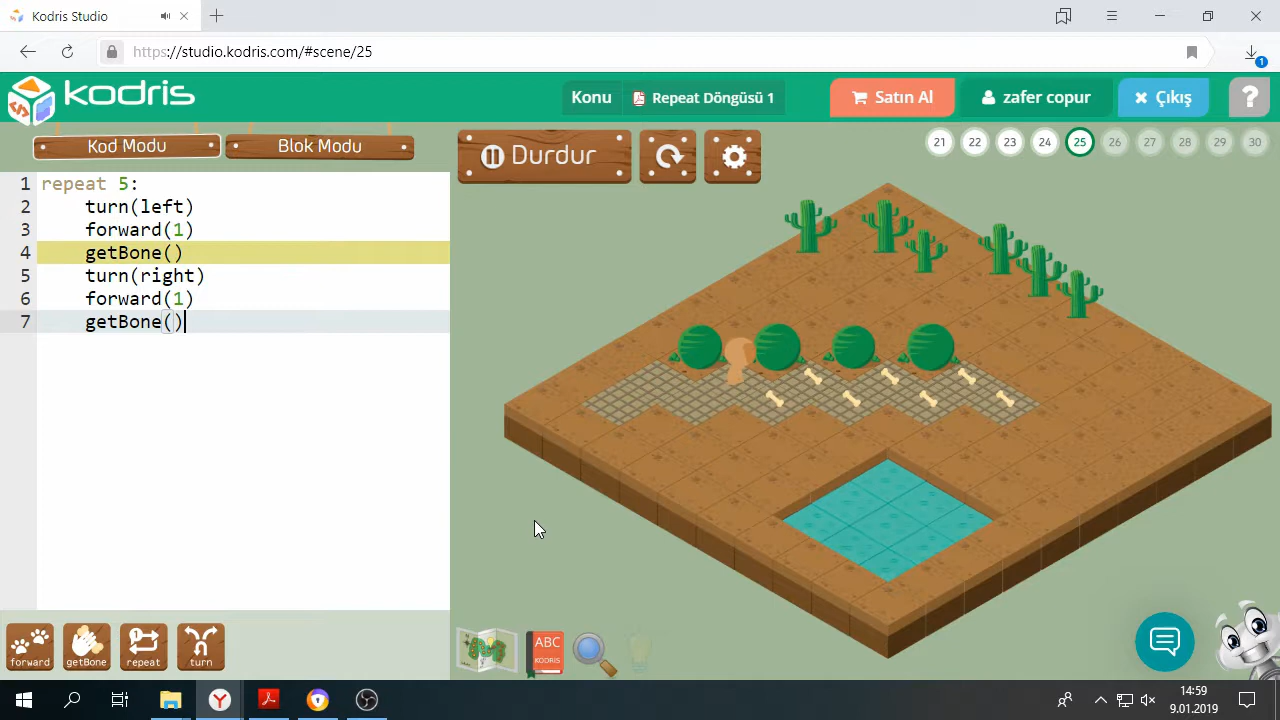 Kodris Studio
https://studio.kodris.com/#scene/25
1
kodris
Konu
Repeat Döngüsü 1
Satın Al
zafer copur
Çıkış
?
Kod Modu
Blok Modu
Durdur
21 22 23 24 25 26 27 28 29 30
1 repeat 5:
2 turn(left)
3 forward(1)
4 getBone()
5 turn(right)
6 forward(1)
7 getBone()
forward
getBone
1
repeat
turn
ABC
KODRIS
14:59
9.01.2019